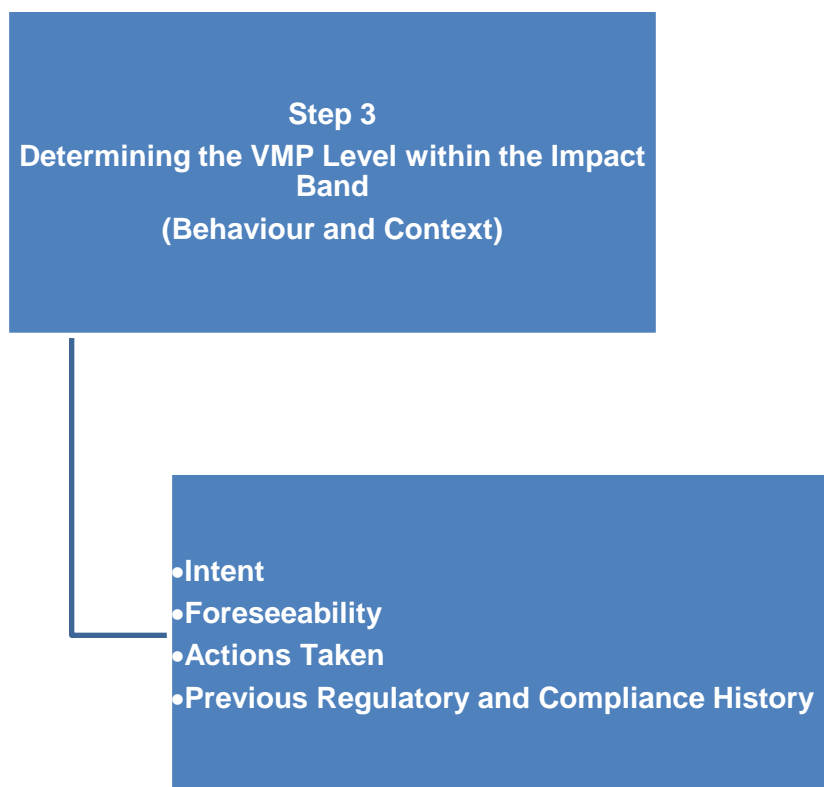 Step 3
Determining the VMP Level within the Impact
Band
(Behaviour and Context)
•Intent
•Foreseeability
•Actions Taken
•Previous Regulatory and Compliance History